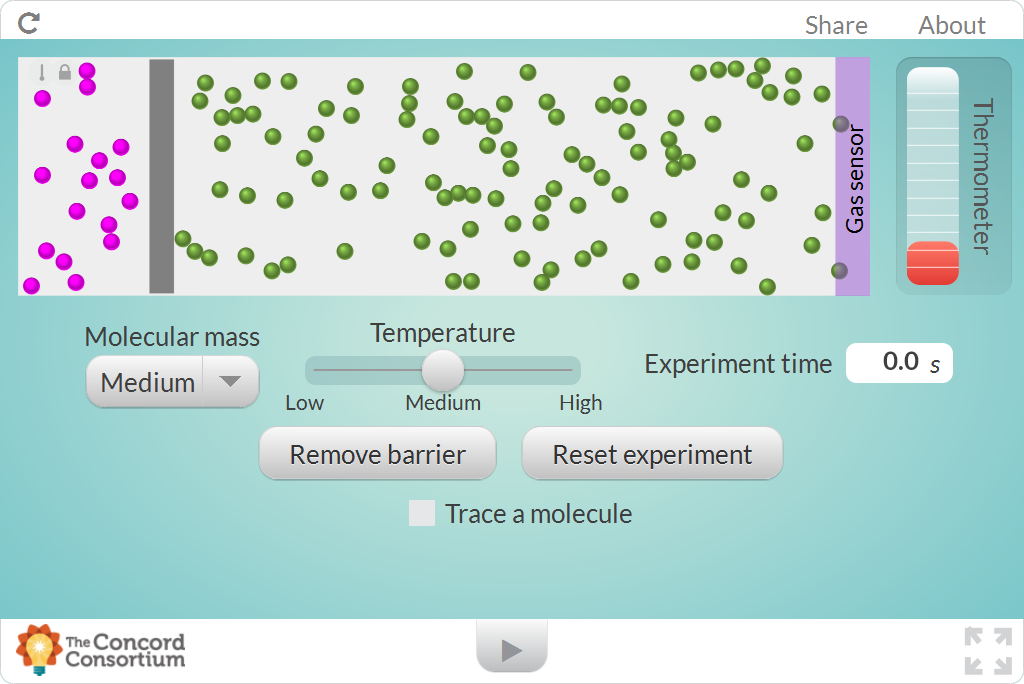 Share About
Gas sensor
Thermometer
Molecular mass
Medium
Temperature
Low Medium High
Experiment time 0.0 s
Remove barrier Reset experiment
Trace a molecule
The Concord
Consortium